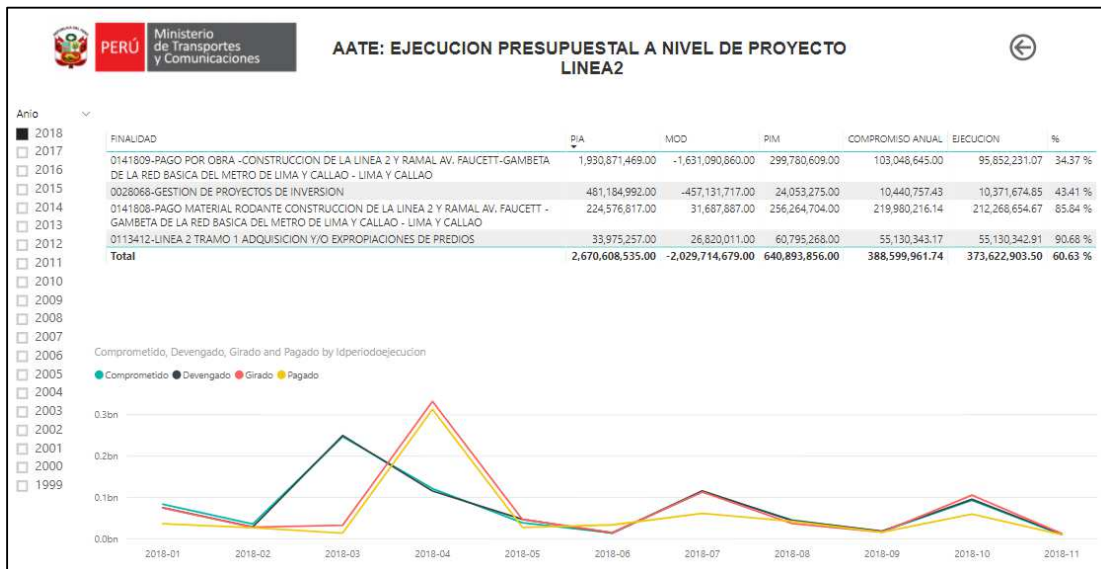 PERÚ
Ministerio
de Transportes
y Comunicaciones
AATE: EJECUCION PRESUPUESTAL A NIVEL DE PROYECTO
LINEA2
Anio
2018
2017
2016
2015
2014
2013
2012
2011
2010
2009
2008
2007
2006
2005
2004
2003
2002
2001
2000
1999
FINALIDAD PIA MOD PIM COMPROMISO ANUAL EJECUCION %
0141809-PAGO POR OBRA -CONSTRUCCION DE LA LINEA 2 Y RAMAL AV. FAUCETT-GAMBETA 1,930,871,469.00 -1,631,090,860.00 299,780,609.00 103,048,645.00 95,852,231.07 34.37 %
DE LA RED BASICA DEL METRO DE LIMA Y CALLAO - LIMA Y CALLAO
0028068-GESTION DE PROYECTOS DE INVERSION 481,184,992.00 -457,131,717.00 24,053,275.00 10,440,757.43 10,371,674.85 43.41 %
0141808-PAGO MATERIAL RODANTE CONSTRUCCION DE LA LINEA 2 Y RAMAL AV. FAUCETT - 224,576,817.00 31,687,887.00 256,264,704.00 219,980,216.14 212,268,654.67 85.84 %
GAMBETA DE LA RED BASICA DEL METRO DE LIMA Y CALLAO - LIMA Y CALLAO
0113412-LINEA 2 TRAMO 1 ADQUISICION Y/O EXPROPIACIONES DE PREDIOS 33,975,257.00 26,820,011.00 60,795,268.00 55,130,343.17 55,130,342.91 90.68 %
Total 2,670,608,535.00 -2,029,714,679.00 640,893,856.00 388,599,961.74 373,622,903.50 60.63 %
Comprometido, Devengado, Girado and Pagado by Idperiodoejecucion
Comprometido Devengado Girado Pagado
0.3bn
0.2bn
0.1bn
0.0bn
2018-01 2018-02 2018-03 2018-04 2018-05 2018-06 2018-07 2018-08 2018-09 2018-10 2018-11